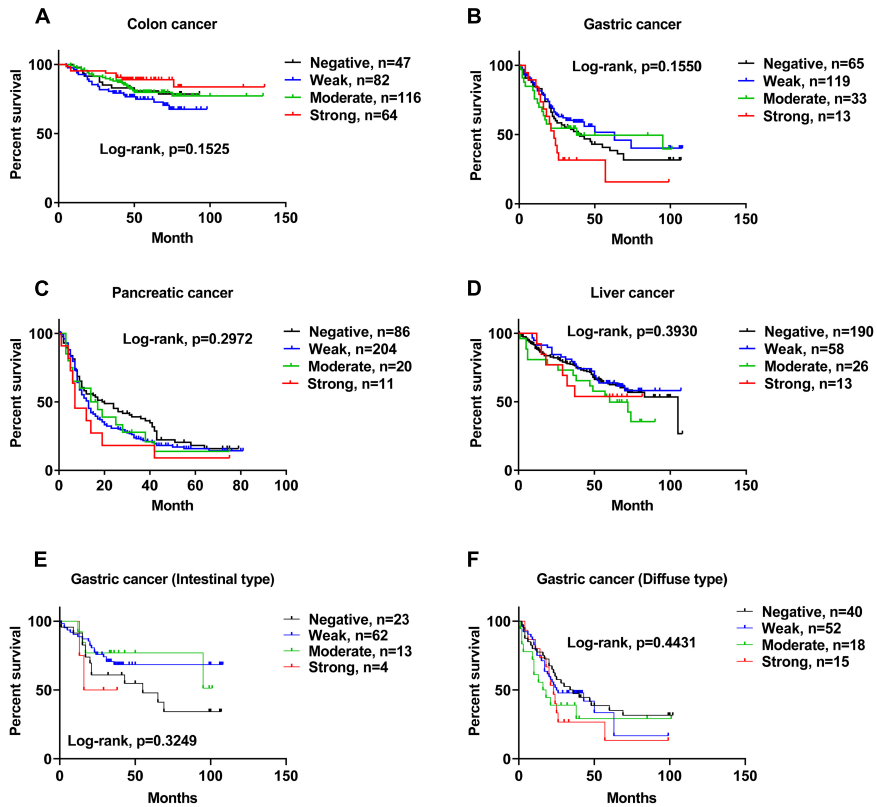 A
Colon cancer
Percent survival
100
50
0
0 50 100 150
Month
Negative, n=47
Weak, n=82
Moderate, n=116
Strong, n=64
Log-rank, p=0.1525
B
Gastric cancer
Percent survival
100
50
0
0 50 100 150
Month
Log-rank, p=0.1550
Negative, n=65
Weak, n=119
Moderate, n=33
Strong, n=13
C
Pancreatic cancer
Percent survival
100
50
0
0 20 40 60 80 100
Month
Log-rank, p=0.2972
Negative, n=86
Weak, n=204
Moderate, n=20
Strong, n=11
D
Liver cancer
Percent survival
100
50
0
0 50 100 150
Month
Log-rank, p=0.3930
Negative, n=190
Weak, n=58
Moderate, n=26
Strong, n=13
E
Gastric cancer (Intestinal type)
Percent survival
100
50
0
0 50 100 150
Months
Negative, n=23
Weak, n=62
Moderate, n=13
Strong, n=4
Log-rank, p=0.3249
F
Gastric cancer (Diffuse type)
Percent survival
100
50
0
0 50 100 150
Months
Log-rank, p=0.4431
Negative, n=40
Weak, n=52
Moderate, n=18
Strong, n=15